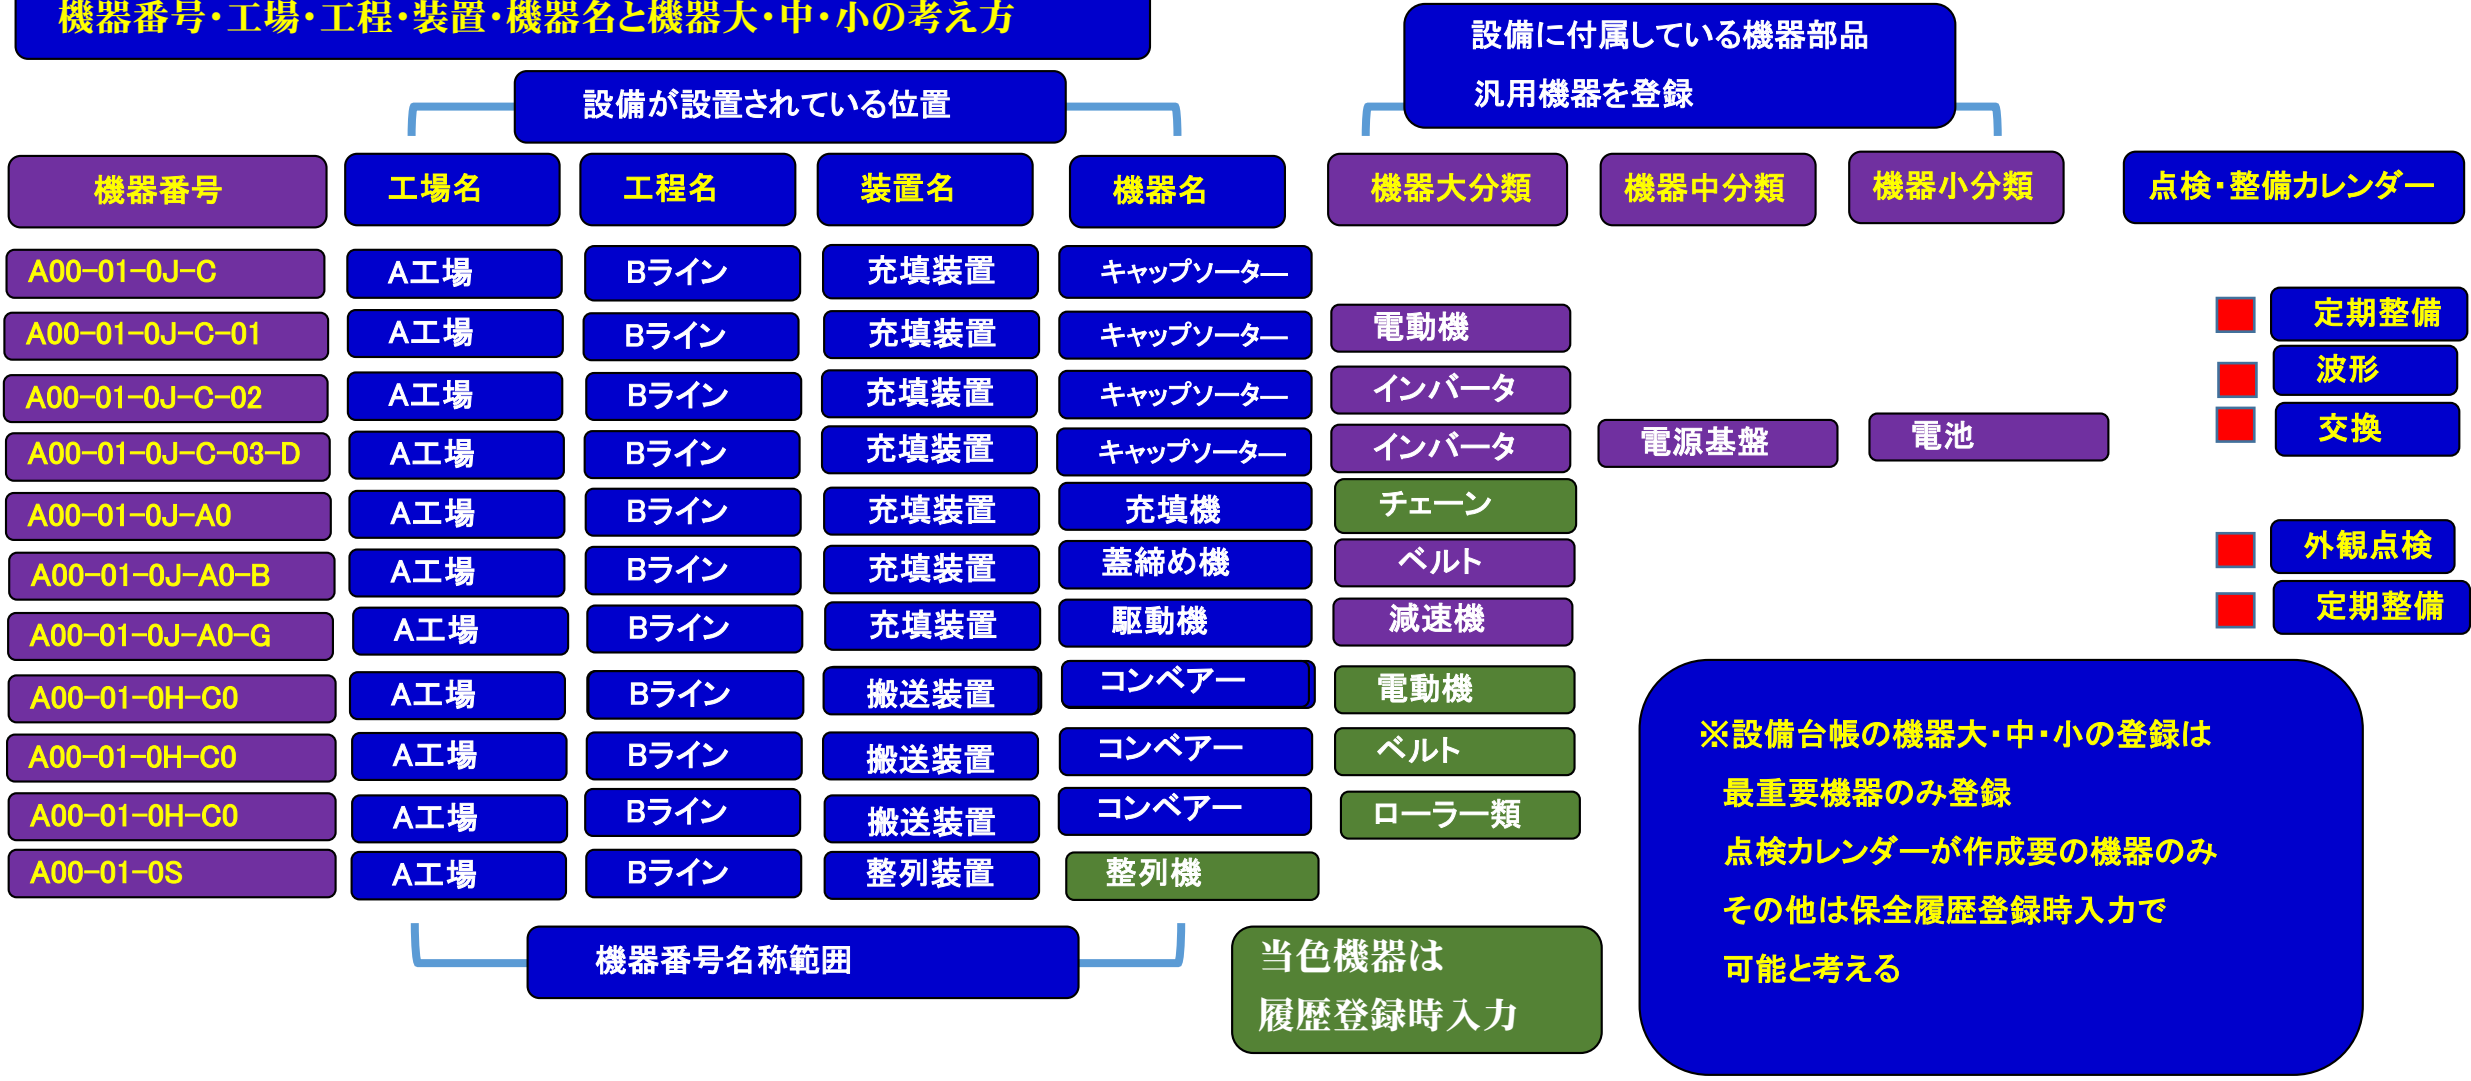 機器番号・工場・工程・装置・機器名と機器大・中・小の考え方
設備に付属している機器部品
汎用機器を登録
設備が設置されている位置
機器番号 工場名 工程名 装置名 機器名 機器大分類 機器中分類 機器小分類 点検・整備カレンダー
A00-01-0J-C A工場 Bライン 充填装置 キャップソーター
A00-01-0J-C-01 A工場 Bライン 充填装置 キャップソーター 電動機 定期整備
A00-01-0J-C-02 A工場 Bライン 充填装置 キャップソーター インバータ 波形
A00-01-0J-C-03-D A工場 Bライン 充填装置 キャップソーター インバータ 電源基盤 電池 交換
A00-01-0J-A0 A工場 Bライン 充填装置 充填機 チェーン
A00-01-0J-A0-B A工場 Bライン 充填装置 蓋締め機 ベルト 外観点検
A00-01-0J-A0-G A工場 Bライン 充填装置 駆動機 減速機 定期整備
A00-01-0H-C0 A工場 Bライン 搬送装置 コンベアー 電動機
A00-01-0H-C0 A工場 Bライン 搬送装置 コンベアー ベルト
A00-01-0H-C0 A工場 Bライン 搬送装置 コンベアー ローラー類
A00-01-0S A工場 Bライン 整列装置 整列機
機器番号名称範囲
当色機器は
履歴登録時入力
※設備台帳の機器大・中・小の登録は
最重要機器のみ登録
点検カレンダーが作成要の機器のみ
その他は保全履歴登録時入力で
可能と考える